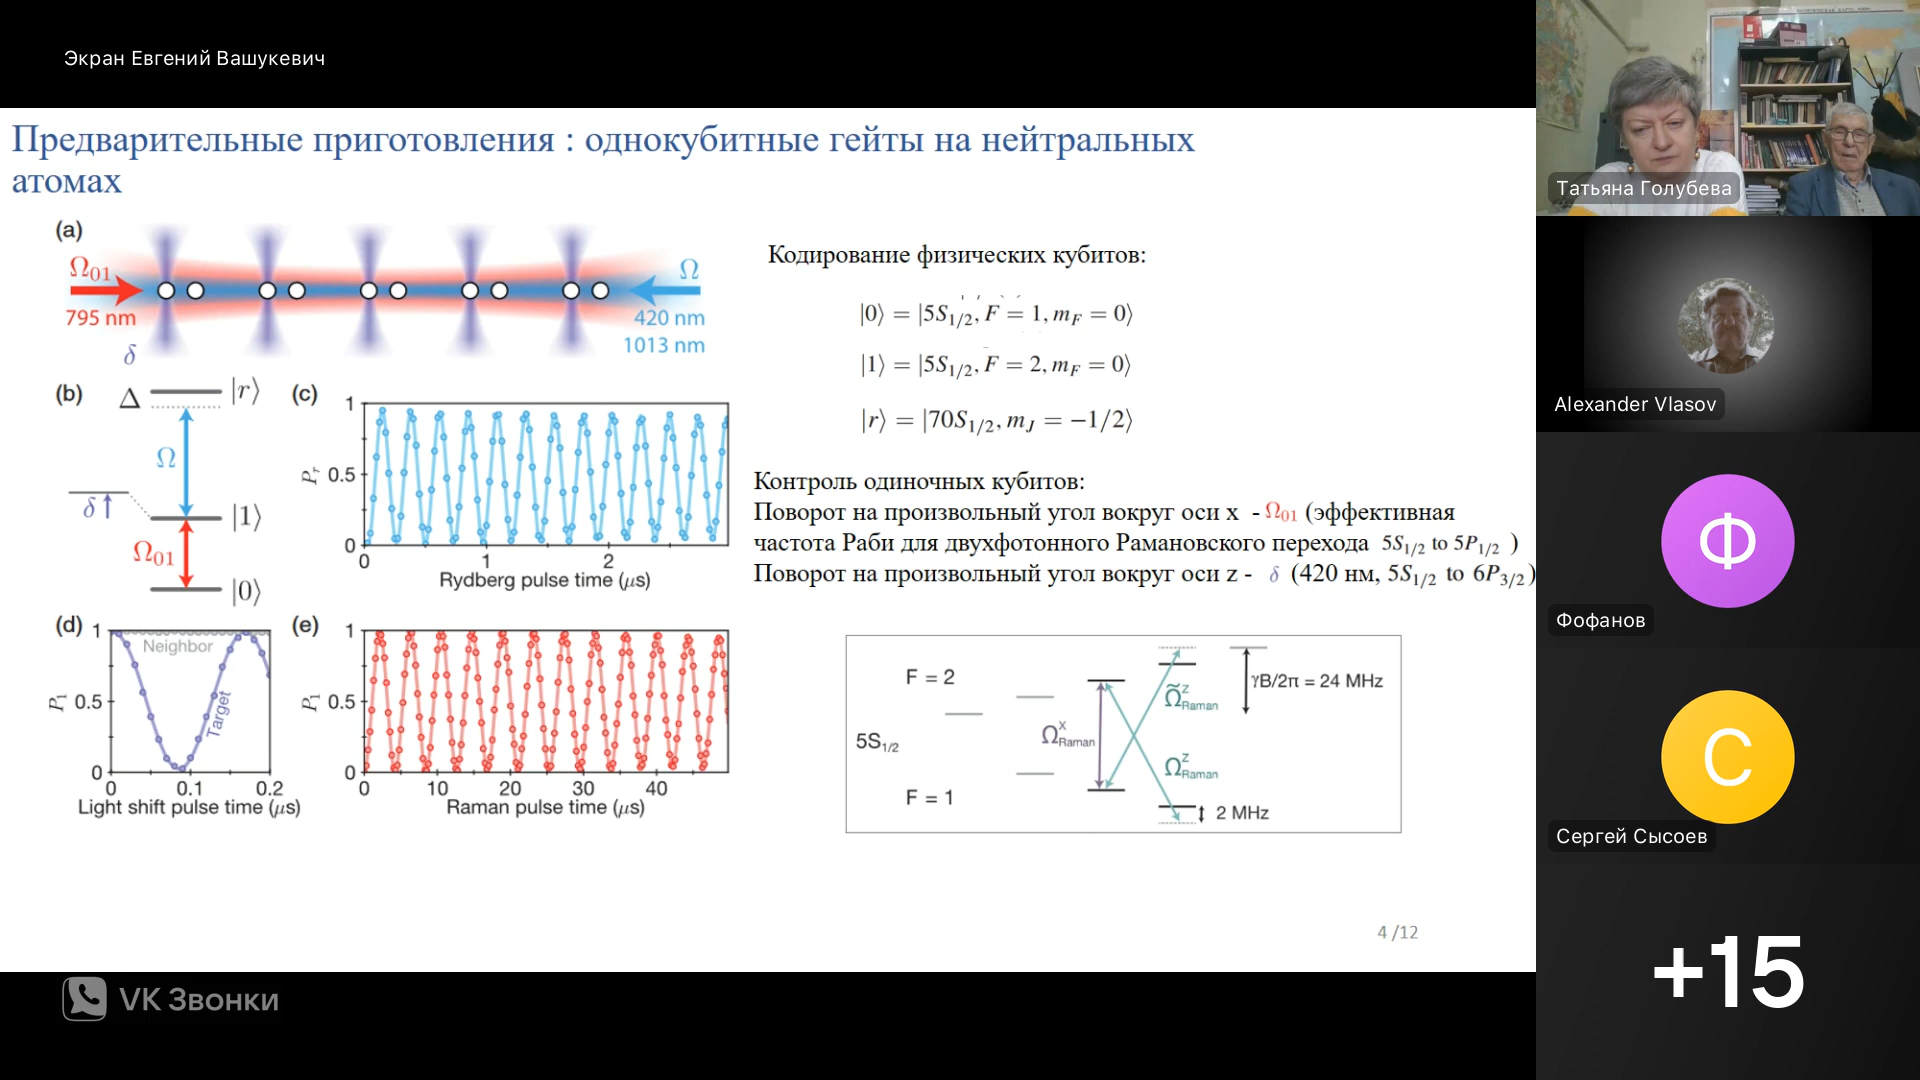 Экран Евгений Вашукевич
Предварительные приготовления : однокубитные гейты на нейтральных
атомах
(a)
Ω01
795 nm
δ
Ω
420 nm
1013 nm
(b)
Δ
|r⟩
Ω
δ
|1⟩
Ω01
|0⟩
(c)
1
0.5
0
Pr
0
1
2
Rydberg pulse time (μs)
(d)
1
0.5
0
P1
Neighbor
Target
0
0.1
0.2
Light shift pulse time (μs)
(e)
1
0.5
0
P1
0
10
20
30
40
Raman pulse time (μs)
Кодирование физических кубитов:
|0⟩ = |5S1/2, F = 1, mF = 0⟩
|1⟩ = |5S1/2, F = 2, mF = 0⟩
|r⟩ = |70S1/2, mJ = −1/2⟩
Контроль одиночных кубитов:
Поворот на произвольный угол вокруг оси x - Ω01 (эффективная
частота Раби для двухфотонного Рамановского перехода 5S1/2 to 5P1/2 )
Поворот на произвольный угол вокруг оси z - δ (420 нм, 5S1/2 to 6P3/2)
F = 2
5S1/2
F = 1
ΩxRaman
Ω̃zRaman
ΩzRaman
γB/2π = 24 MHz
2 MHz
4 /12
VK Звонки
Татьяна Голубева
Alexander Vlasov
Ф
Фофанов
С
Сергей Сысоев
+15